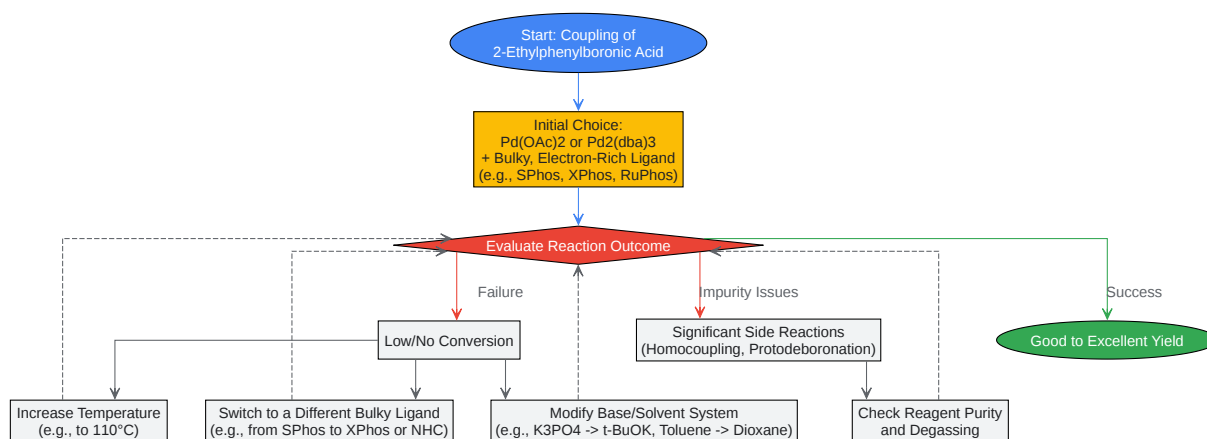 Start: Coupling of
2-Ethylphenylboronic Acid
Initial Choice:
Pd(OAc)2 or Pd2(dba)3
+ Bulky, Electron-Rich Ligand
(e.g., SPhos, XPhos, RuPhos)
Evaluate Reaction Outcome
Failure
Impurity Issues
Success
Low/No Conversion
Significant Side Reactions
(Homocoupling, Protodeboronation)
Good to Excellent Yield
Increase Temperature
(e.g., to 110°C)
Switch to a Different Bulky Ligand
(e.g., from SPhos to XPhos or NHC)
Modify Base/Solvent System
(e.g., K3PO4 -> t-BuOK, Toluene -> Dioxane)
Check Reagent Purity
and Degassing